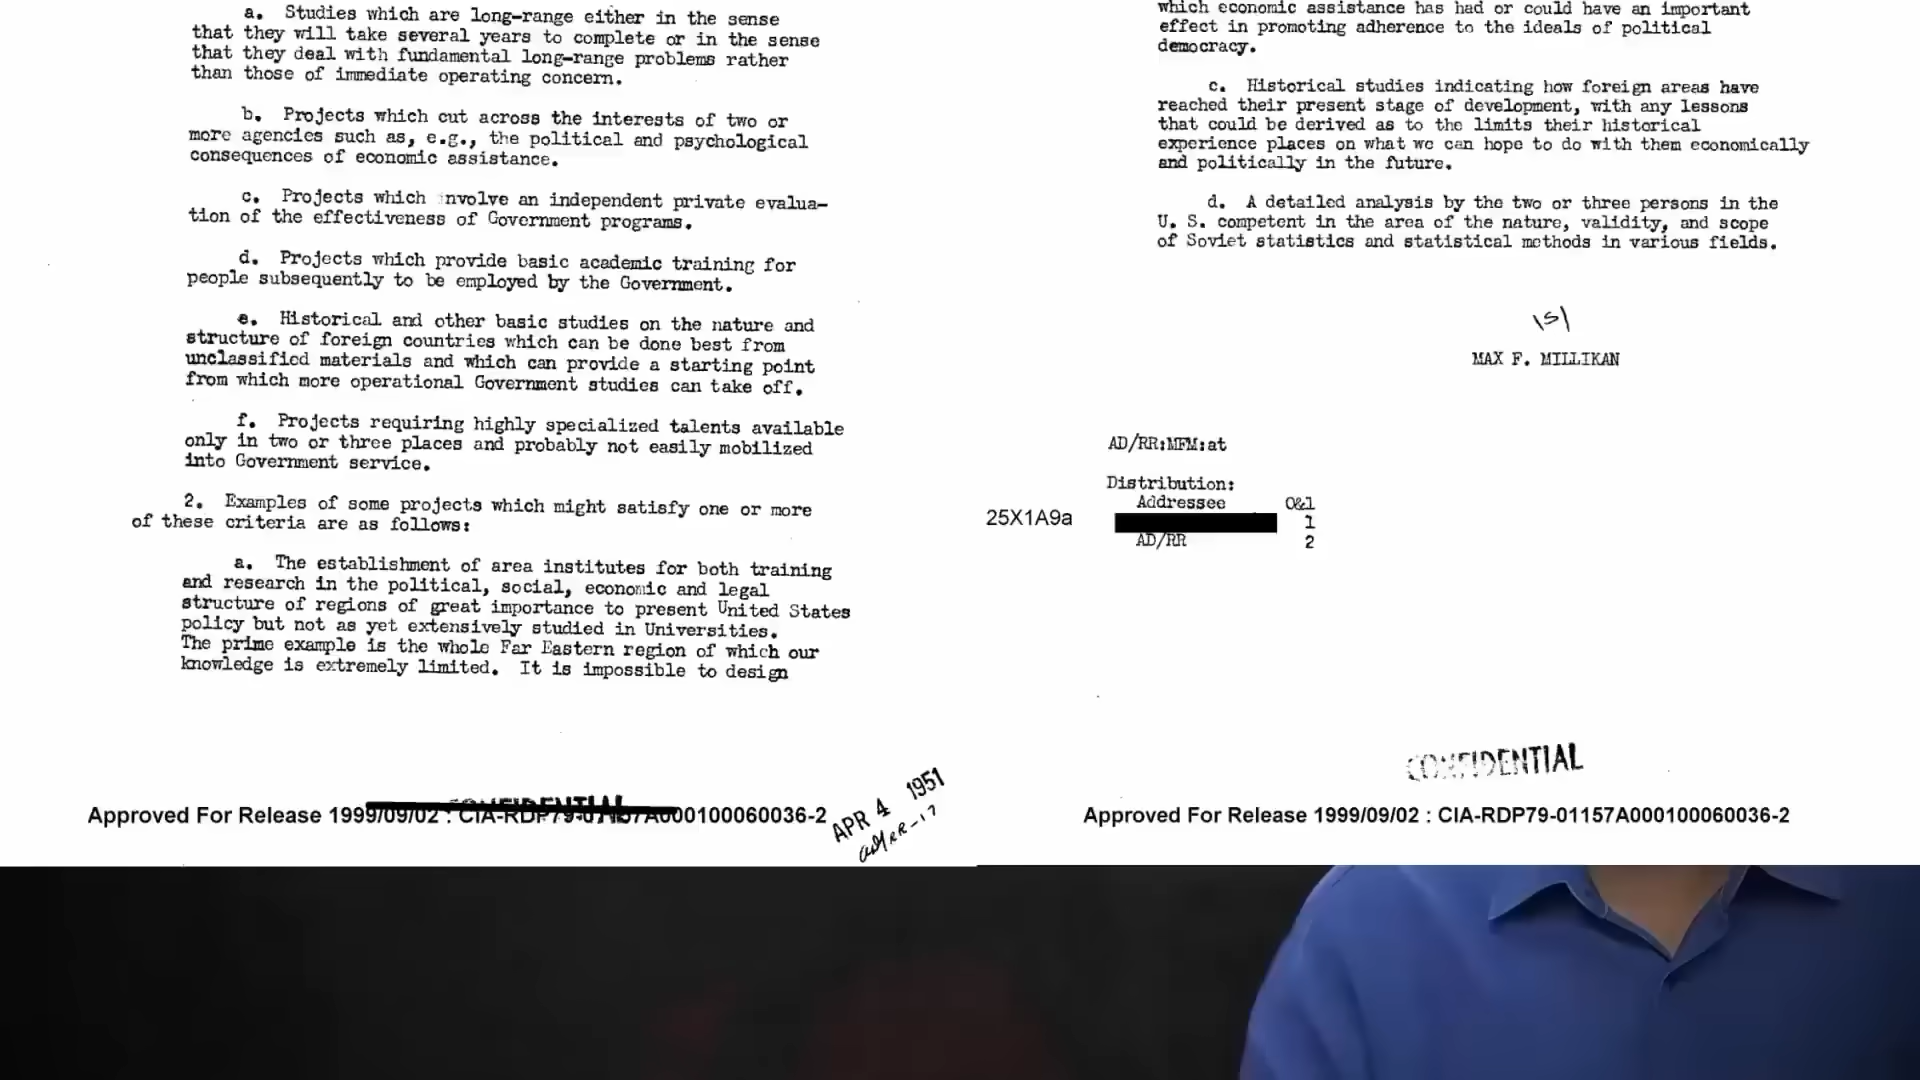 a. Studies which are long-range either in the sense
that they will take several years to complete or in the sense
that they deal with fundamental long-range problems rather
than those of immediate operating concern.
b. Projects which cut across the interests of two or
more agencies such as, e.g., the political and psychological
consequences of economic assistance.
c. Projects which involve an independent private evalua-
tion of the effectiveness of Government programs.
d. Projects which provide basic academic training for
people subsequently to be employed by the Government.
e. Historical and other basic studies on the nature and
structure of foreign countries which can be done best from
unclassified materials and which can provide a starting point
from which more operational Government studies can take off.
f. Projects requiring highly specialized talents available
only in two or three places and probably not easily mobilized
into Government service.
2. Examples of some projects which might satisfy one or more
of these criteria are as follows:
a. The establishment of area institutes for both training
and research in the political, social, economic and legal
structure of regions of great importance to present United States
policy but not as yet extensively studied in Universities.
The prime example is the whole Far Eastern region of which our
knowledge is extremely limited. It is impossible to design
CONFIDENTIAL
Approved For Release 1999/09/02 : CIA-RDP79-01157A000100060036-2
APR 4 1951
which economic assistance has had or could have an important
effect in promoting adherence to the ideals of political
democracy.
c. Historical studies indicating how foreign areas have
reached their present stage of development, with any lessons
that could be derived as to the limits their historical
experience places on what we can hope to do with them economically
and politically in the future.
d. A detailed analysis by the two or three persons in the
U. S. competent in the area of the nature, validity, and scope
of Soviet statistics and statistical methods in various fields.
/s/
MAX F. MILLIKAN
AD/RR:MFM:at
Distribution:
Addressee O&1
25X1A9a 1
AD/RR 2
CONFIDENTIAL
Approved For Release 1999/09/02 : CIA-RDP79-01157A000100060036-2